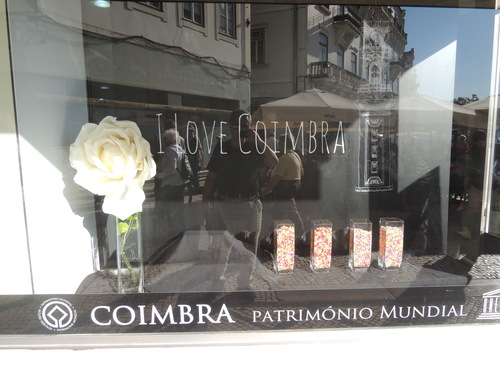 I LOVE COIMBRA
COIMBRA PATRIMÓNIO MUNDIAL